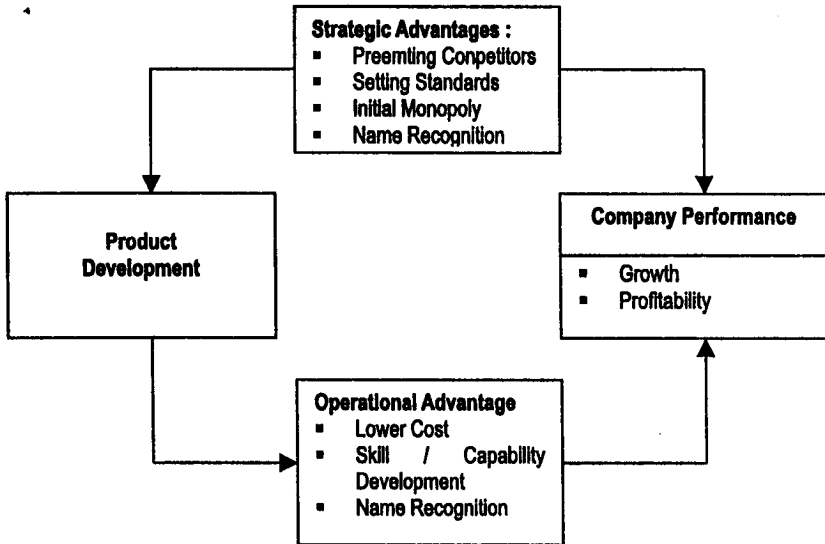 Strategic Advantages :
▪ Preemting Conpetitors
▪ Setting Standards
▪ Initial Monopoly
▪ Name Recognition
Product
Development
Company Performance
▪ Growth
▪ Profitability
Operational Advantage
▪ Lower Cost
▪ Skill / Capability
Development
▪ Name Recognition